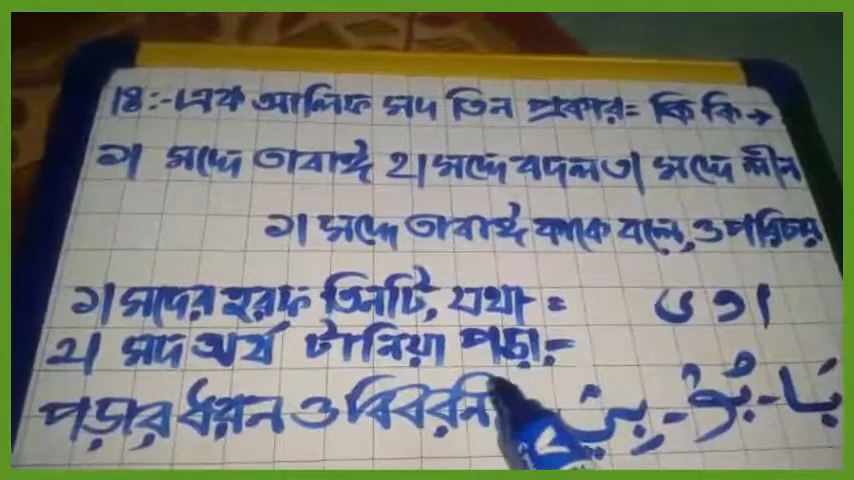 ১৪:- এক আলিফ মদ তিন প্রকার= কি কি→
১। মদ্দে তাবাঈ ২। মদ্দে বদল ৩। মদ্দে লীন
১। মদ্দে তাবাঈ কাকে বলে, ও পরিচয়
১। মদের হরফ তিনটি, যথা = ا و ي
২। মদ অর্থ টানিয়া পড়া=
পড়ার ধরন ও বিবরনি بَا - بُوْ - بِيْ